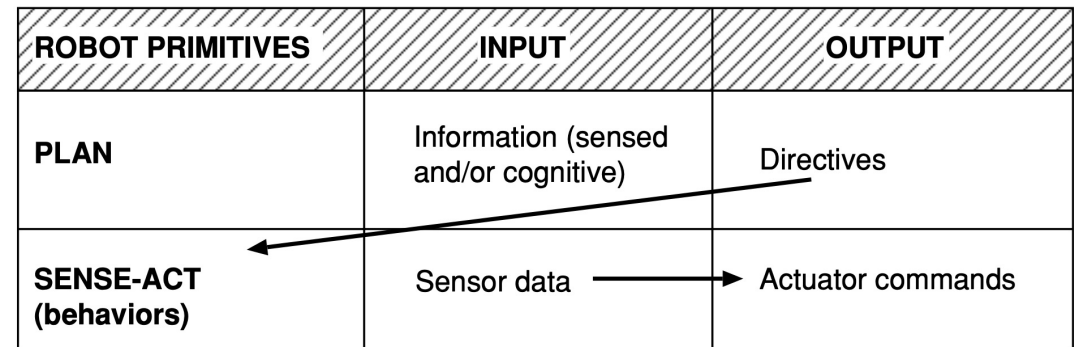 ROBOT PRIMITIVES
INPUT
OUTPUT
PLAN
Information (sensed
and/or cognitive)
Directives
SENSE-ACT
(behaviors)
Sensor data
Actuator commands